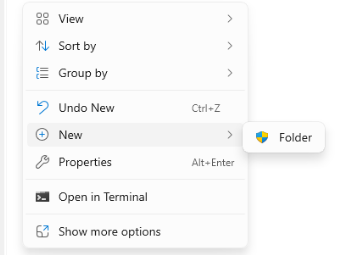 View
Sort by
Group by
Undo New Ctrl+Z
New
Folder
Properties Alt+Enter
Open in Terminal
Show more options